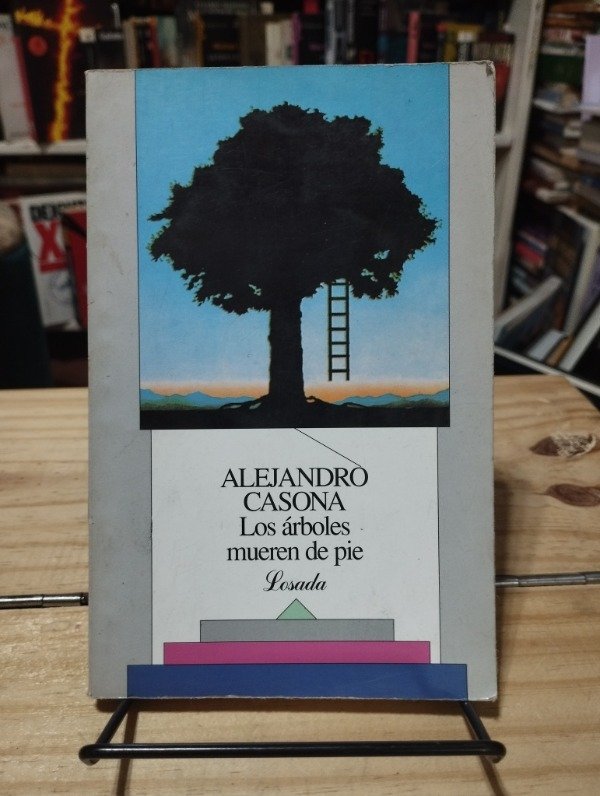 ALEJANDRO
CASONA
Los árboles
mueren de pie
Losada